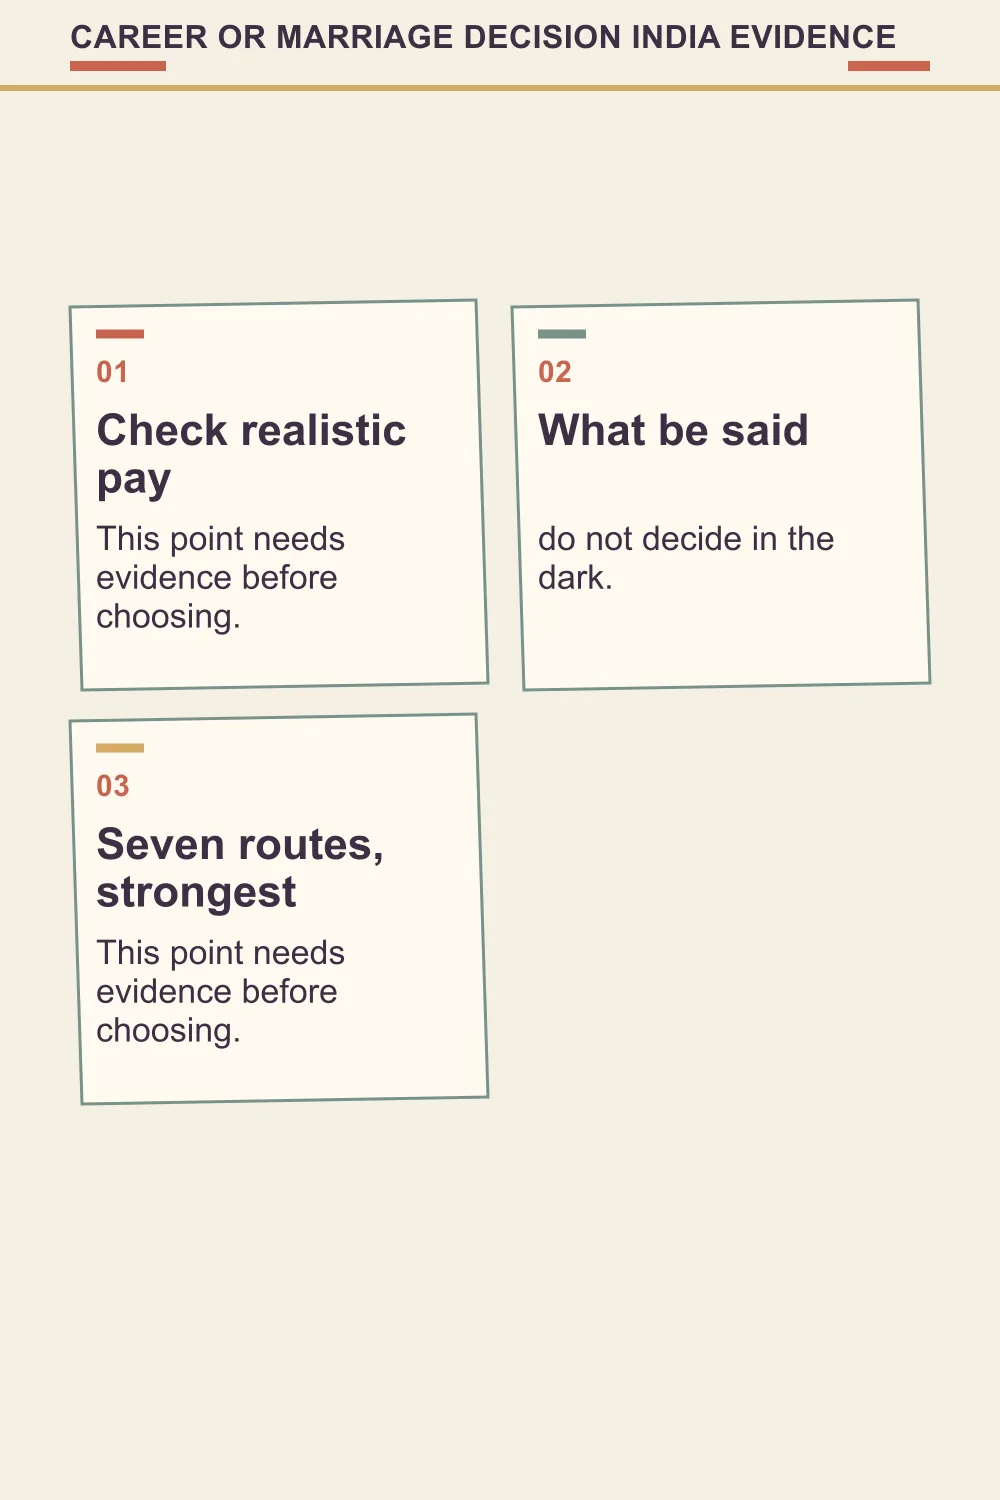 CAREER OR MARRIAGE DECISION INDIA EVIDENCE
01
Check realistic
pay
This point needs
evidence before
choosing.
02
What be said
do not decide in the
dark.
03
Seven routes,
strongest
This point needs
evidence before
choosing.